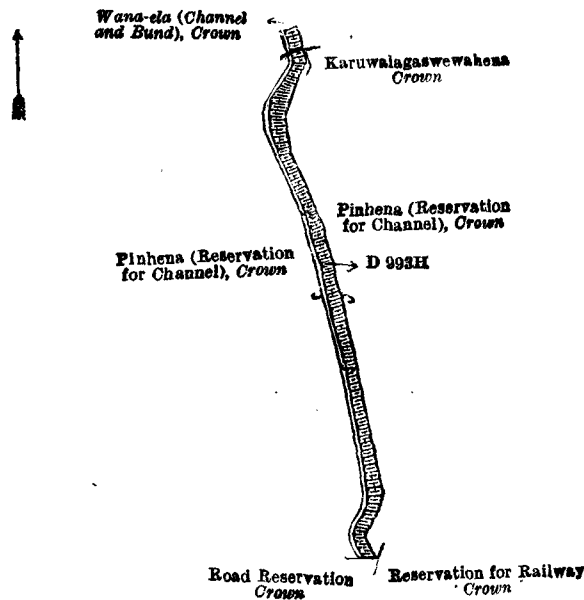 Wana-ela (Channel
and Bund), Crown
Karuwalagaswewahena
Crown
Pinhena (Reservation
for Channel), Crown
Pinhena (Reservation
for Channel), Crown
D 993H
Road Reservation
Crown
Reservation for Railway
Crown